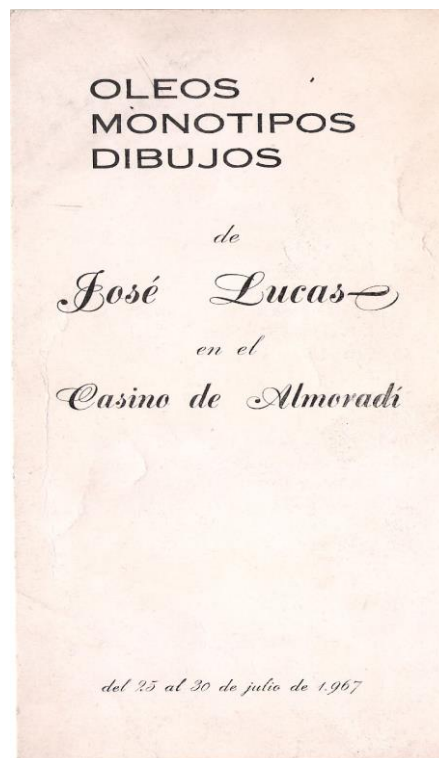 OLEOS
MONOTIPOS
DIBUJOS
de
José Lucas
en el
Casino de Almoradí
del 25 al 30 de julio de 1.967